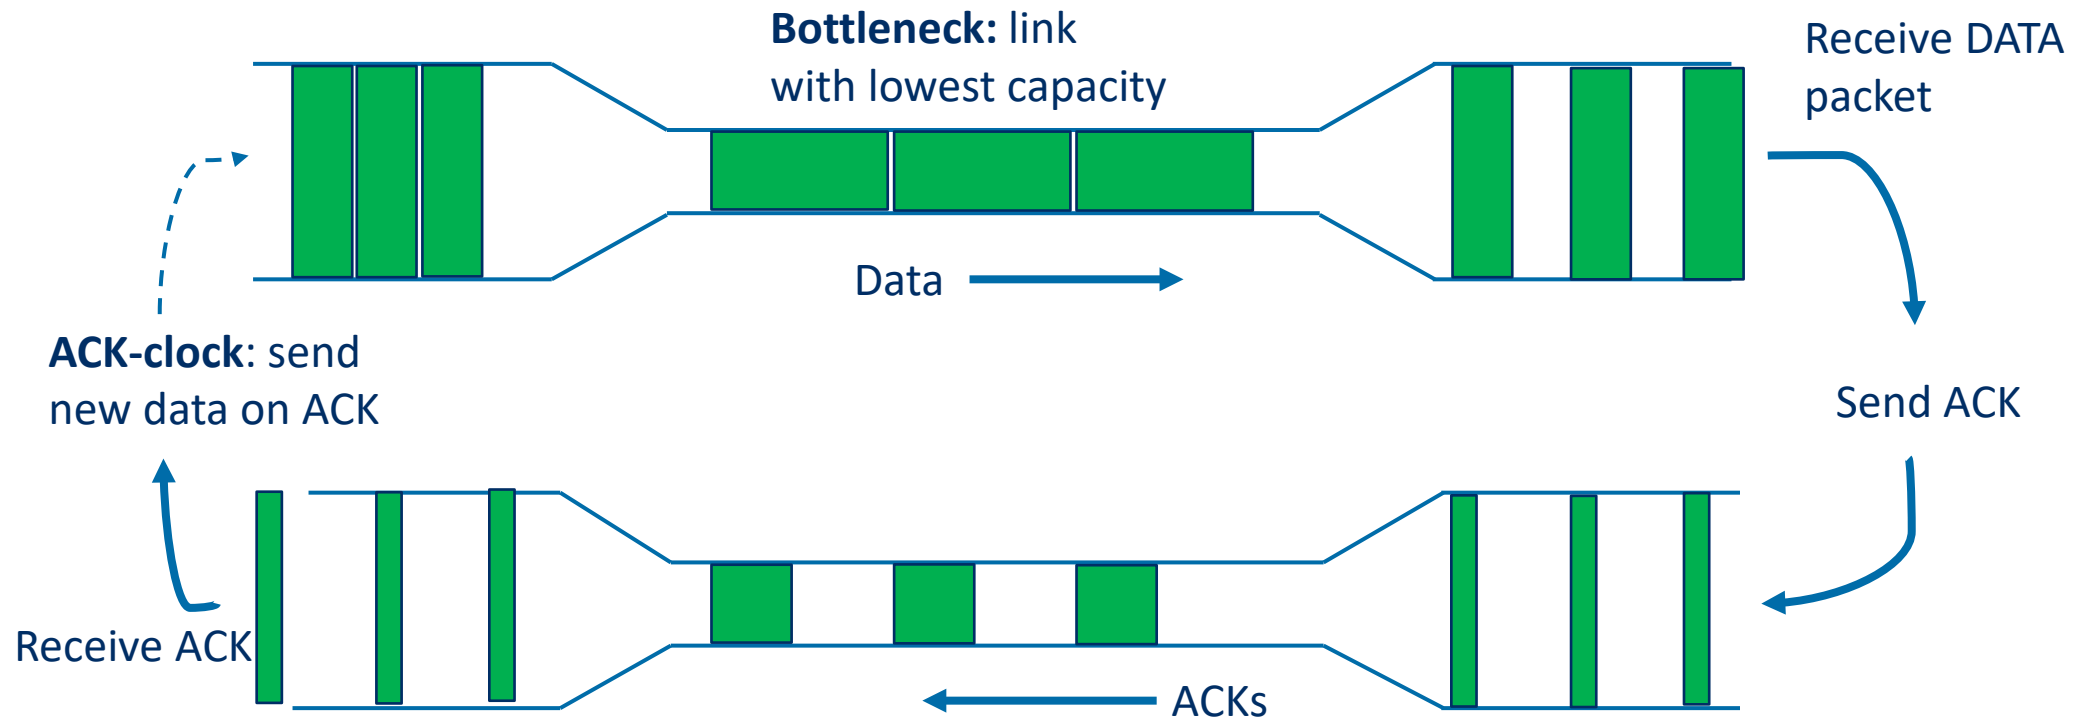 Bottleneck: link
with lowest capacity
Receive DATA
packet
Data
ACK-clock: send
new data on ACK
Send ACK
Receive ACK
ACKs